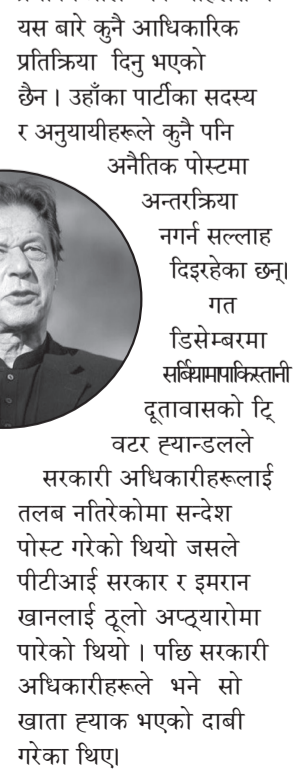 यस बारे कुनै आधिकारिक
प्रतिक्रिया दिनु भएको
छैन । उहाँका पार्टीका सदस्य
र अनुयायीहरूले कुनै पनि
अनैतिक पोस्टमा
अन्तरक्रिया
नगर्न सल्लाह
दिइरहेका छन्।
गत
डिसेम्बरमा
सर्बियामापाकिस्तानी
दूतावासको ट्वि
वटर ह्यान्डलले
सरकारी अधिकारीहरूलाई
तलब नतिरेकोमा सन्देश
पोस्ट गरेको थियो जसले
पीटीआई सरकार र इमरान
खानलाई ठूलो अप्ठ्यारोमा
पारेको थियो । पछि सरकारी
अधिकारीहरूले भने सो
खाता ह्याक भएको दाबी
गरेका थिए।